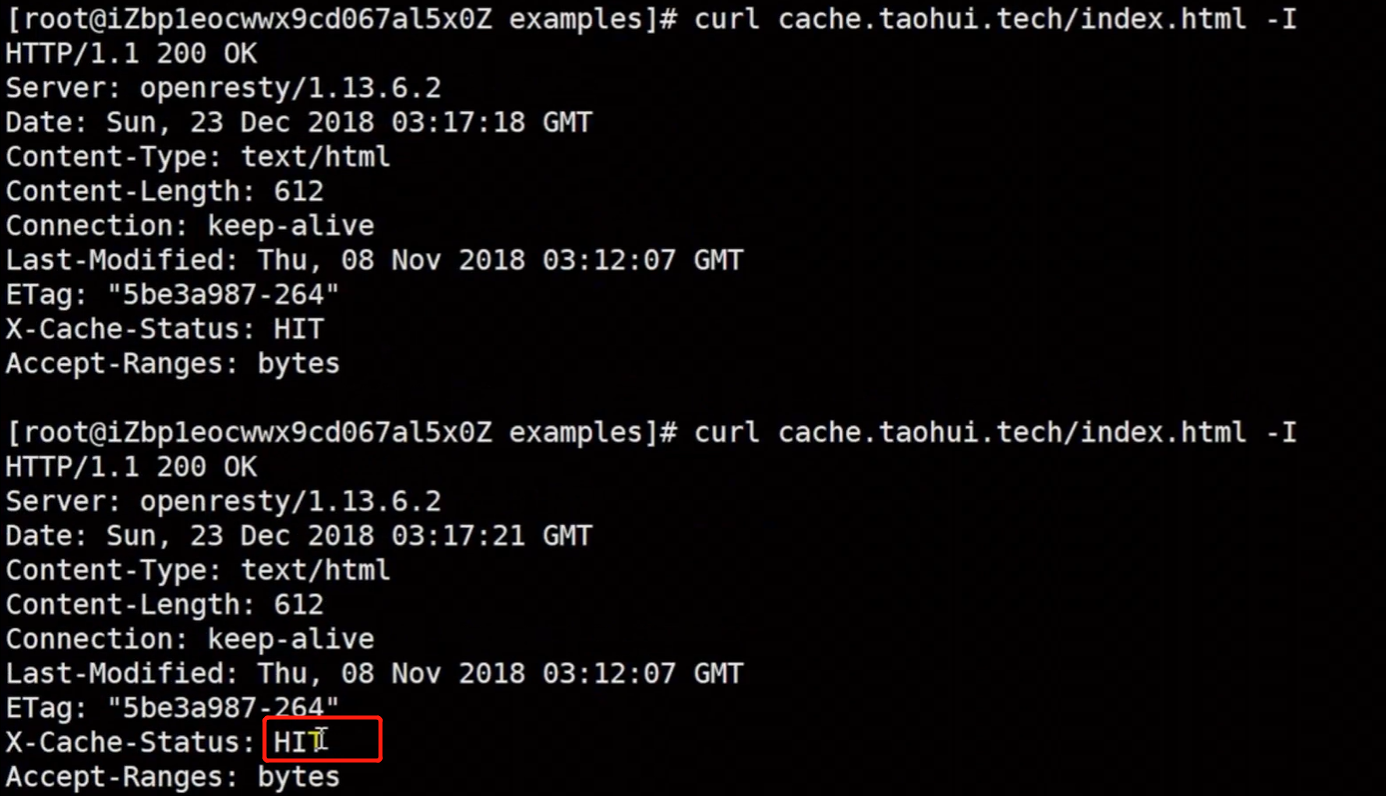 [root@iZbp1eocwwx9cd067al5x0Z examples]# curl cache.taohui.tech/index.html -I
HTTP/1.1 200 OK
Server: openresty/1.13.6.2
Date: Sun, 23 Dec 2018 03:17:18 GMT
Content-Type: text/html
Content-Length: 612
Connection: keep-alive
Last-Modified: Thu, 08 Nov 2018 03:12:07 GMT
ETag: "5be3a987-264"
X-Cache-Status: HIT
Accept-Ranges: bytes
[root@iZbp1eocwwx9cd067al5x0Z examples]# curl cache.taohui.tech/index.html -I
HTTP/1.1 200 OK
Server: openresty/1.13.6.2
Date: Sun, 23 Dec 2018 03:17:21 GMT
Content-Type: text/html
Content-Length: 612
Connection: keep-alive
Last-Modified: Thu, 08 Nov 2018 03:12:07 GMT
ETag: "5be3a987-264"
X-Cache-Status: HIT
Accept-Ranges: bytes